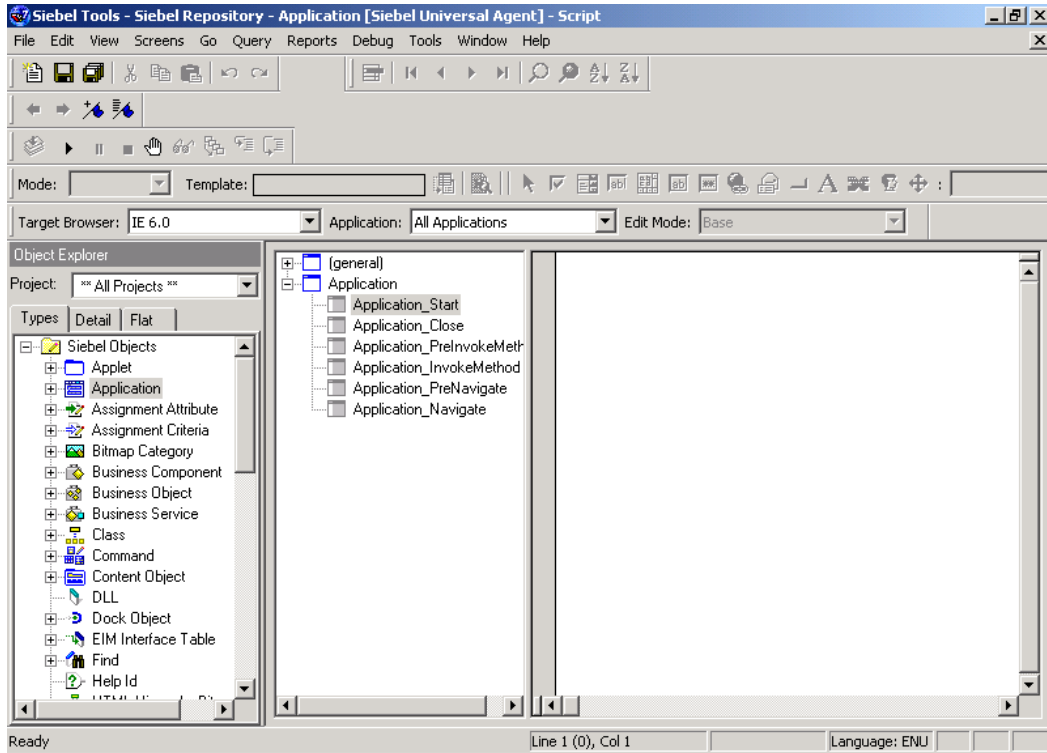 Siebel Tools - Siebel Repository - Application [Siebel Universal Agent] - Script
File Edit View Screens Go Query Reports Debug Tools Window Help
Mode: Template:
Target Browser: IE 6.0 Application: All Applications Edit Mode: Base
Object Explorer
Project: ** All Projects **
Types Detail Flat
Siebel Objects
Applet
Application
Assignment Attribute
Assignment Criteria
Bitmap Category
Business Component
Business Object
Business Service
Class
Command
Content Object
DLL
Dock Object
EIM Interface Table
Find
Help Id
(general)
Application
Application_Start
Application_Close
Application_PreInvokeMeth
Application_InvokeMethod
Application_PreNavigate
Application_Navigate
Ready Line 1 (0), Col 1 Language: ENU